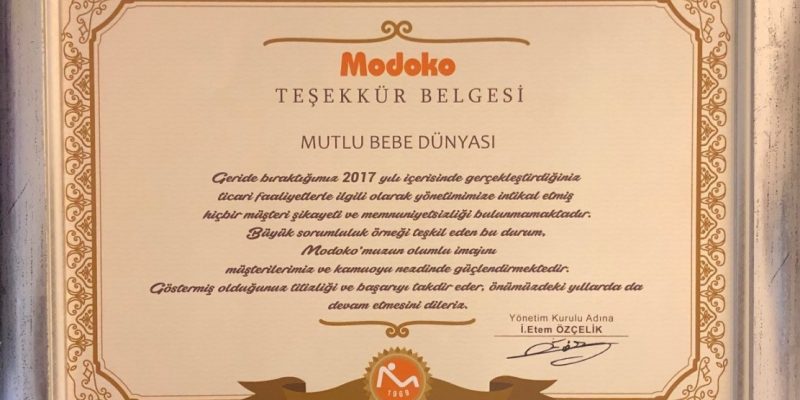 Modoko
TEŞEKKÜR BELGESİ
MUTLU BEBE DÜNYASI
Geride bıraktığımız 2017 yılı içerisinde gerçekleştirdiğiniz
ticari faaliyetlerle ilgili olarak yönetimimize intikal etmiş
hiçbir müşteri şikayeti ve memnuniyetsizliği bulunmamaktadır.
Büyük sorumluluk örneği teşkil eden bu durum,
Modoko'muzun olumlu imajını
müşterilerimiz ve kamuoyu nezdinde güçlendirmektedir.
Göstermiş olduğunuz titizliği ve başarıyı takdir eder, önümüzdeki yıllarda da
devam etmesini dileriz.
Yönetim Kurulu Adına
İ.Etem ÖZÇELİK
1969